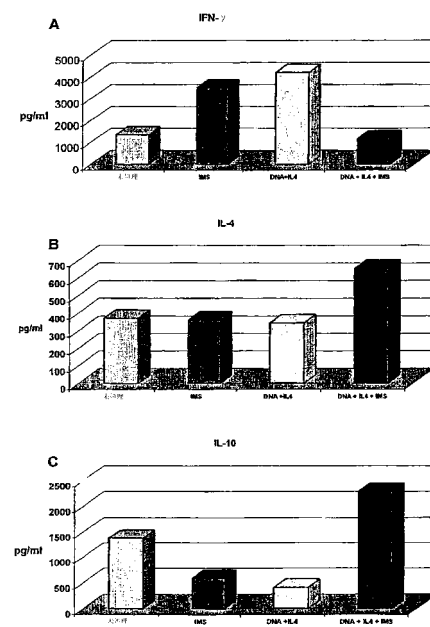 A
IFN-γ
5000
4000
3000
2000
1000
0
pg/ml
IMS
DNA+IL4
DNA + IL4 + IMS
B
IL-4
700
600
500
400
300
200
100
0
pg/ml
IMS
DNA +IL4
DNA + IL4 + IMS
C
IL-10
2500
2000
1500
1000
500
0
pg/ml
IMS
DNA +IL4
DNA + IL4 + IMS